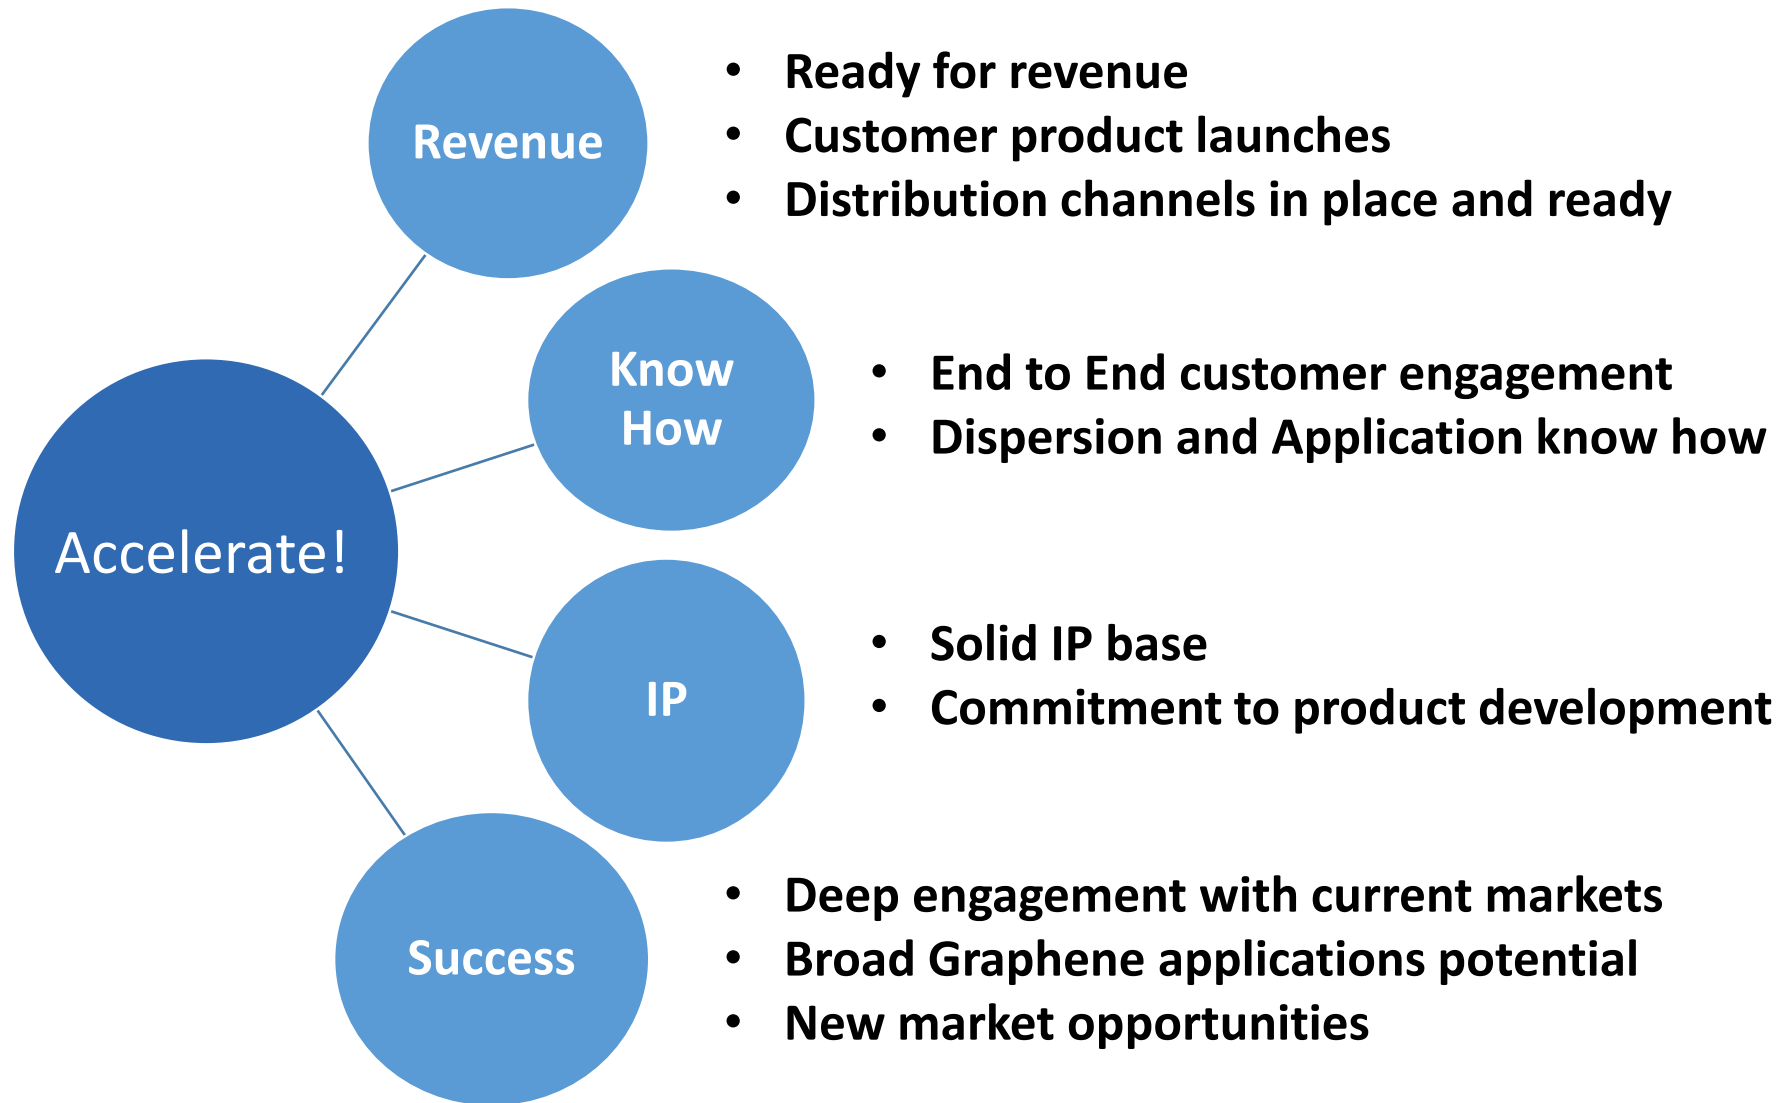 Accelerate!
Revenue
• Ready for revenue
• Customer product launches
• Distribution channels in place and ready
Know
How
• End to End customer engagement
• Dispersion and Application know how
IP
• Solid IP base
• Commitment to product development
Success
• Deep engagement with current markets
• Broad Graphene applications potential
• New market opportunities